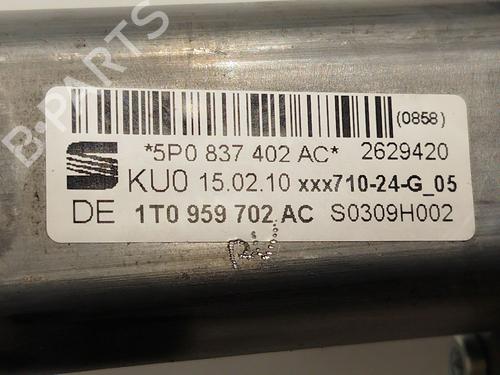 (0858)
*5P0 837 402 AC* 2629420
KU0 15.02.10 xxx710-24-G_05
DE 1T0 959 702 AC S0309H002
B-PARTS